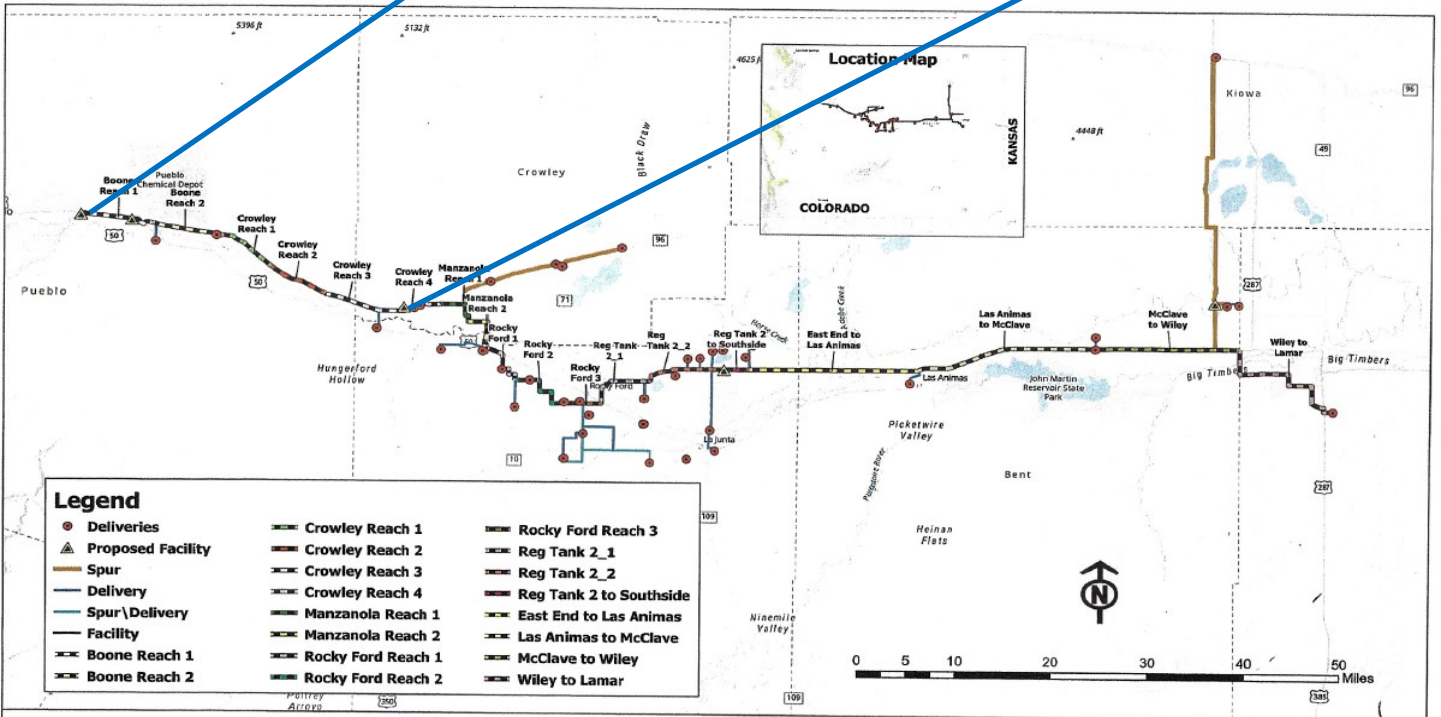 5396 ft
5132 ft
4625 ft
Location Map
KANSAS
COLORADO
4448 ft
Kiowa
96
49
Black Draw
Crowley
Pueblo
Chemical Depot
Boone
Reach 1
Boone
Reach 2
50
Crowley
Reach 1
Crowley
Reach 2
50
Crowley
Reach 3
Crowley
Reach 4
Manzanola
Reach 1
96
71
Manzanola
Reach 2
Pueblo
50
Rocky
Ford 1
Rocky
Ford 2
Rocky
Ford 3
Rocky Ford
Reg Tank
2_1
Reg
Tank 2_2
Horse Creek
Reg Tank 2
to Southside
Adobe Creek
East End to
Las Animas
Las Animas
to McClave
McClave
to Wiley
287
Wiley to
Lamar
Big Timbers
Big Timbers
Hungerford
Hollow
Las Animas
John Martin
Reservoir State
Park
La Junta
Picketwire
Valley
Purgatoire River
10
Bent
287
109
Heinan
Flats
Ninemile
Valley
N
Legend
Deliveries
Proposed Facility
Spur
Delivery
Spur\Delivery
Facility
Boone Reach 1
Boone Reach 2
Crowley Reach 1
Crowley Reach 2
Crowley Reach 3
Crowley Reach 4
Manzanola Reach 1
Manzanola Reach 2
Rocky Ford Reach 1
Rocky Ford Reach 2
Rocky Ford Reach 3
Reg Tank 2_1
Reg Tank 2_2
Reg Tank 2 to Southside
East End to Las Animas
Las Animas to McClave
McClave to Wiley
Wiley to Lamar
0 5 10 20 30 40 50
Miles
Arroyo
350
109
385